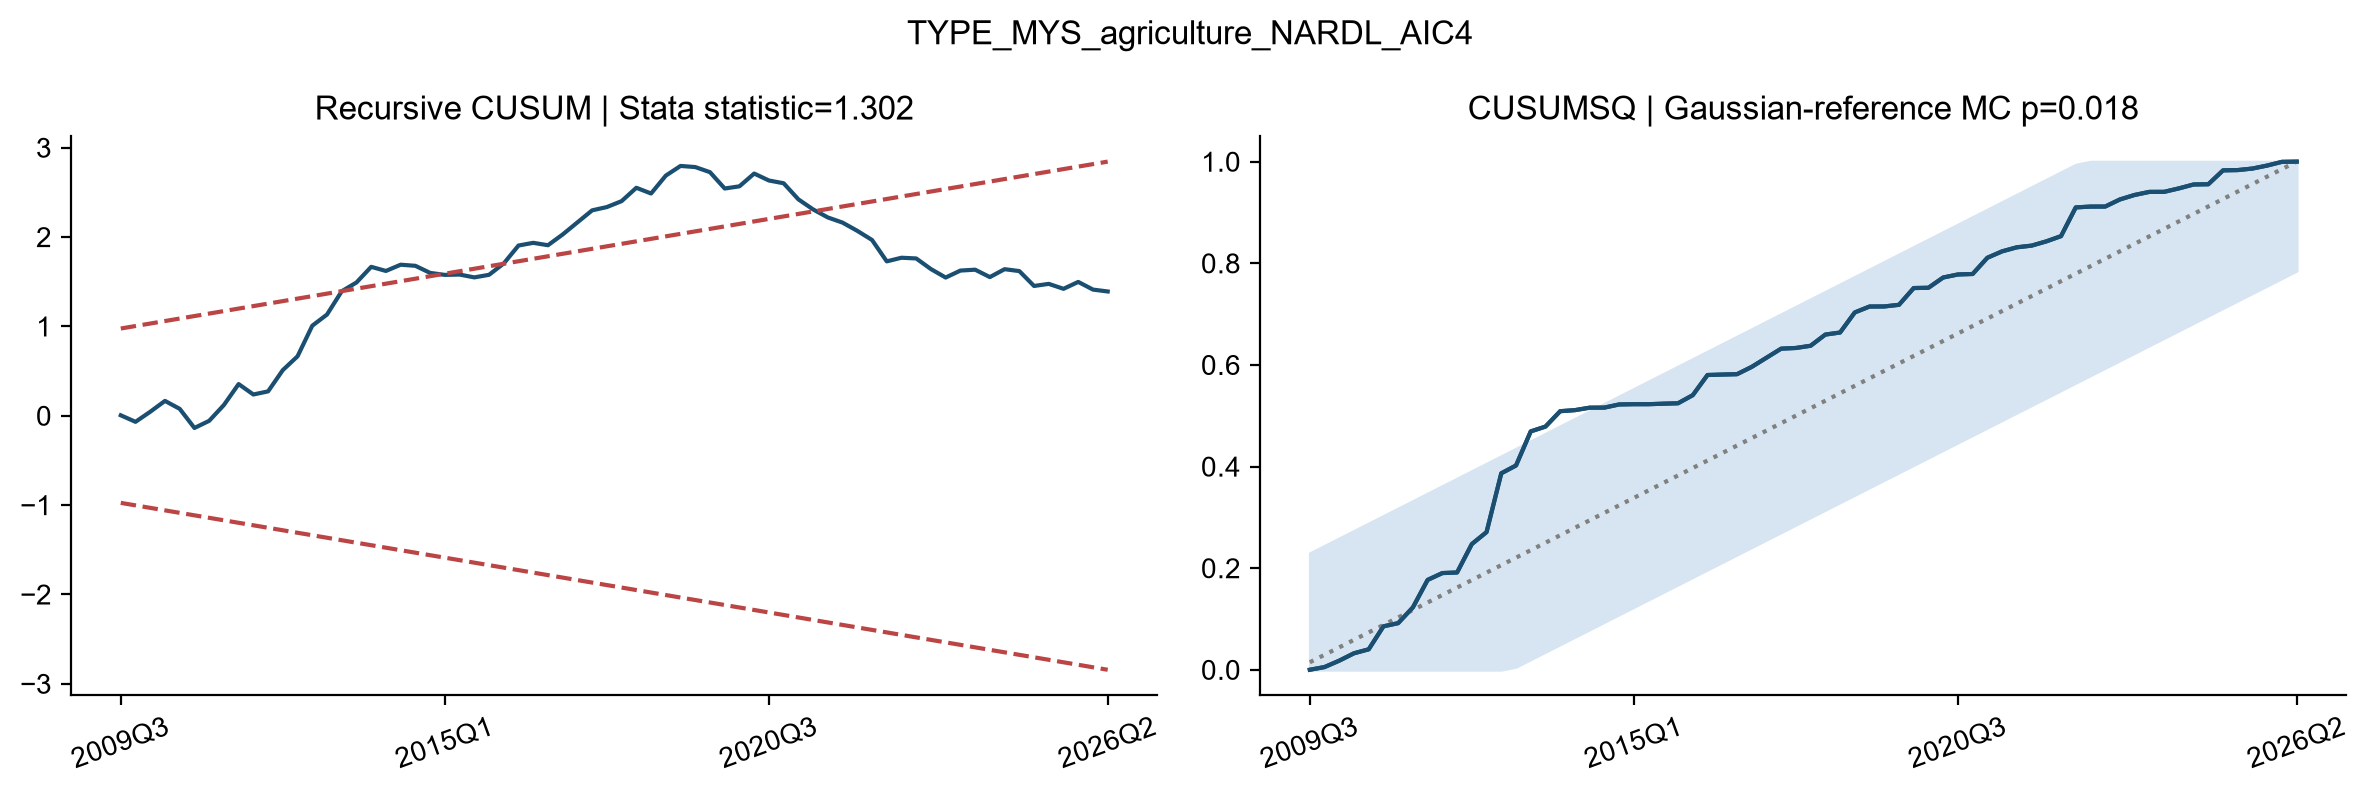 TYPE_MYS_agriculture_NARDL_AIC4
Recursive CUSUM | Stata statistic=1.302
3
2
1
0
−1
−2
−3
2009Q3
2015Q1
2020Q3
2026Q2
CUSUMSQ | Gaussian-reference MC p=0.018
1.0
0.8
0.6
0.4
0.2
0.0
2009Q3
2015Q1
2020Q3
2026Q2